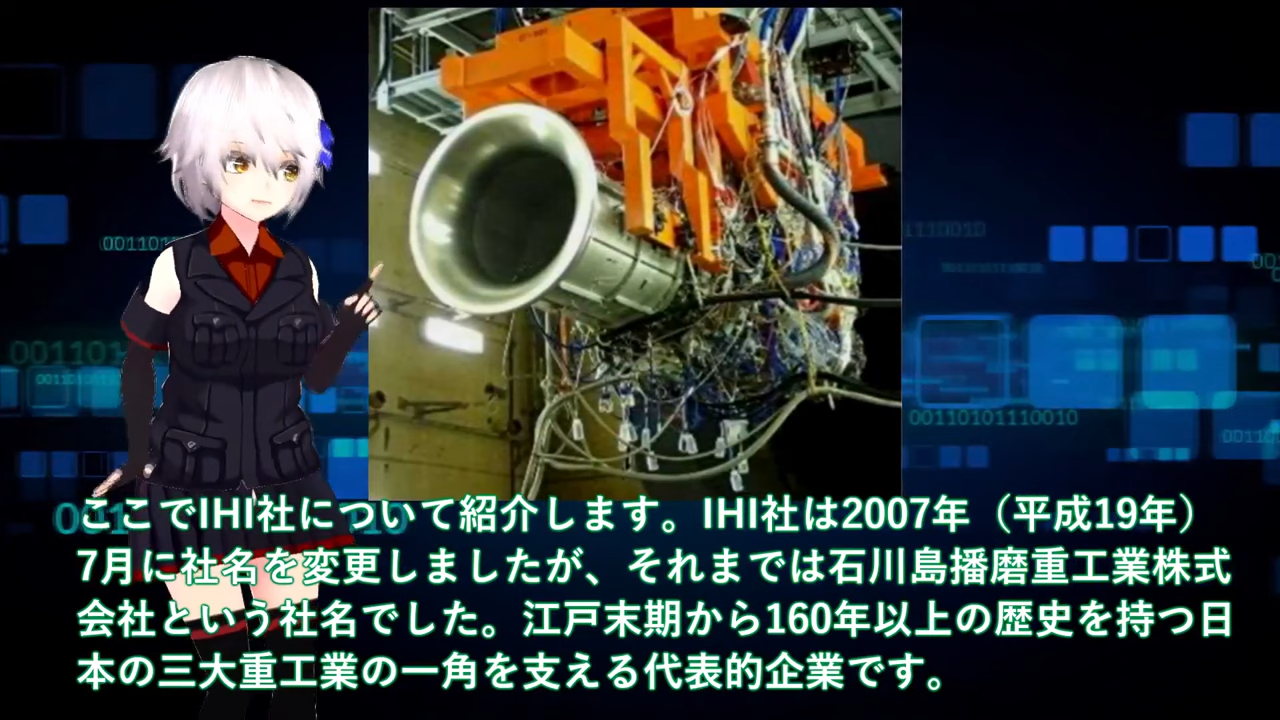 ここでIHI社について紹介します。IHI社は2007年（平成19年）
7月に社名を変更しましたが、それまでは石川島播磨重工業株式
会社という社名でした。江戸末期から160年以上の歴史を持つ日
本の三大重工業の一角を支える代表的企業です。
00110101110010